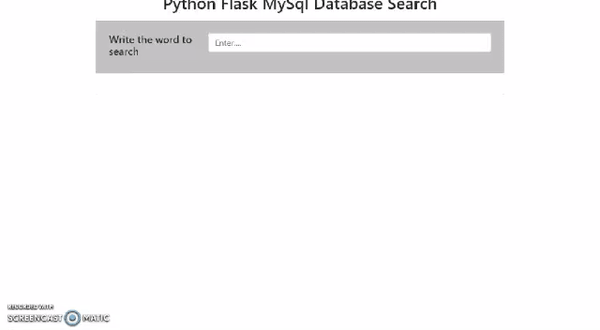 Python Flask MySql Database Search
Write the word to
search
Enter....
RECORDED WITH
SCREENCAST MATIC